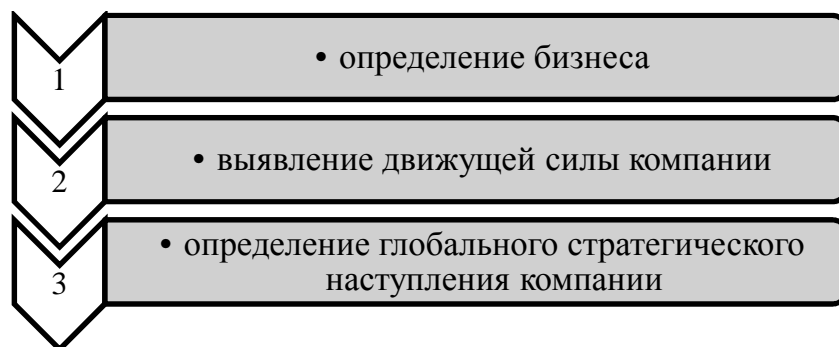 1
• определение бизнеса
2
• выявление движущей силы компании
3
• определение глобального стратегического
наступления компании